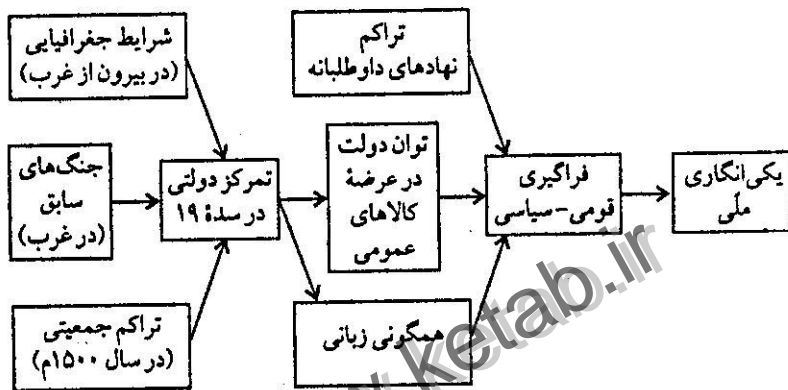 شرایط جغرافیایی
(در بیرون از غرب)
تراکم
نهادهای داوطلبانه
جنگ‌های
سابق
(در غرب)
تمرکز دولتی
در سدهٔ ۱۹
توان دولت
در عرضهٔ
کالاهای
عمومی
فراگیری
قومی-سیاسی
یکی‌انگاری
ملّی
تراکم جمعیتی
(در سال ۱۵۰۰م)
همگونی زبانی
www.ketab.ir